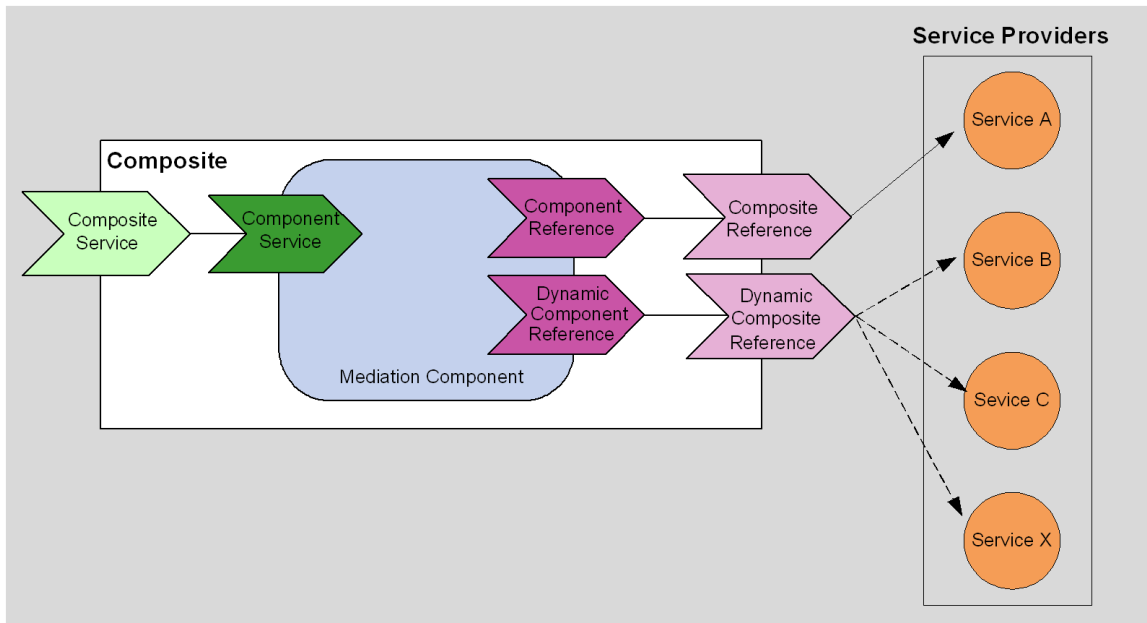 Service Providers
Service A
Composite
Composite
Service
Component
Service
Component
Reference
Composite
Reference
Service B
Dynamic
Component
Reference
Dynamic
Composite
Reference
Mediation Component
Sevice C
Service X